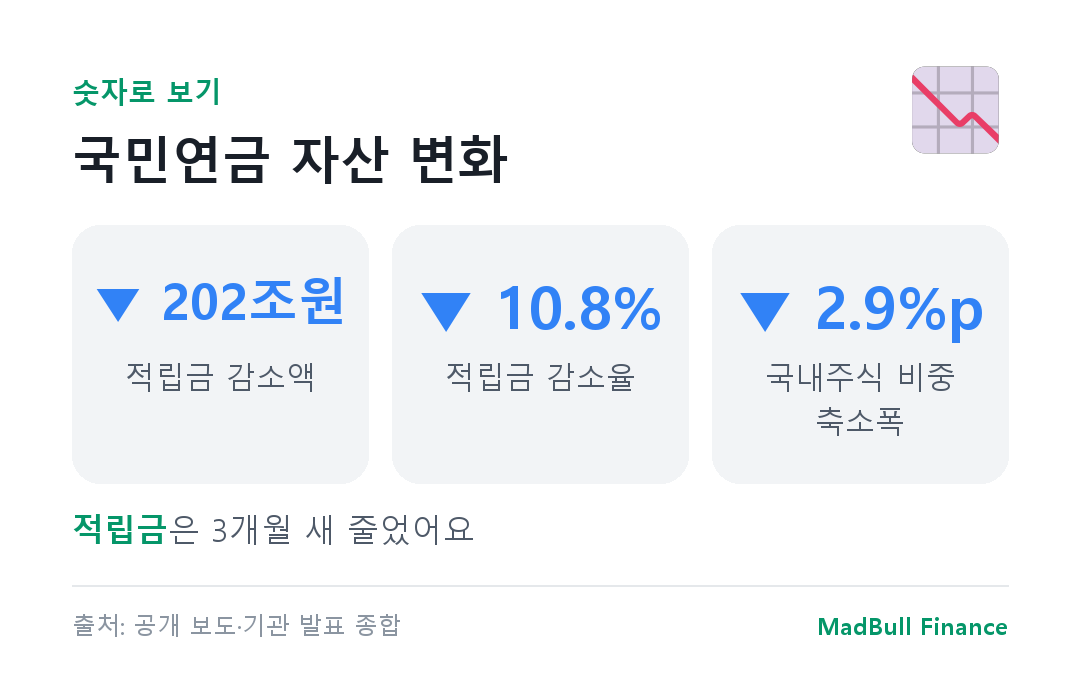 숫자로 보기
국민연금 자산 변화
▼ 202조원
적립금 감소액
▼ 10.8%
적립금 감소율
▼ 2.9%p
국내주식 비중
축소폭
적립금은 3개월 새 줄었어요
출처: 공개 보도·기관 발표 종합
MadBull Finance